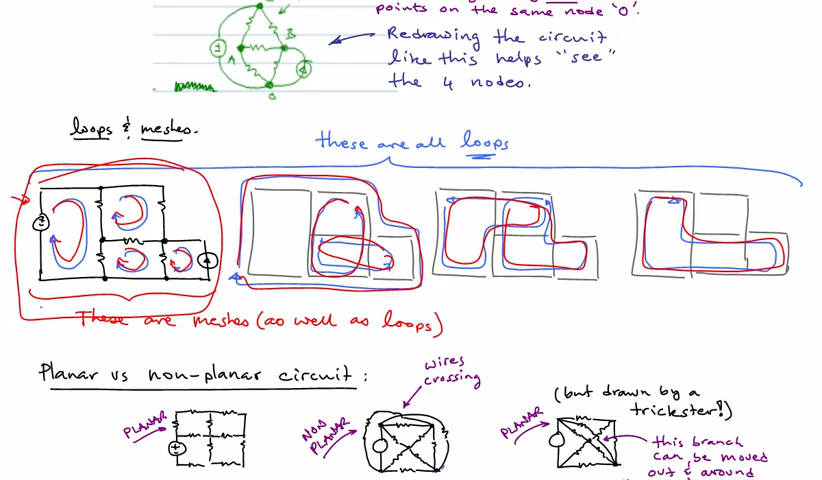 points on the same node 'O'.
Redrawing the circuit
like this helps "see"
the 4 nodes.
A
B
O
loops & meshes.
these are all loops
These are meshes (as well as loops)
Planar vs non-planar circuit :
wires
crossing
PLANAR
NON
PLANAR
PLANAR
(but drawn by a
trickster!)
this branch
can be moved
out & around